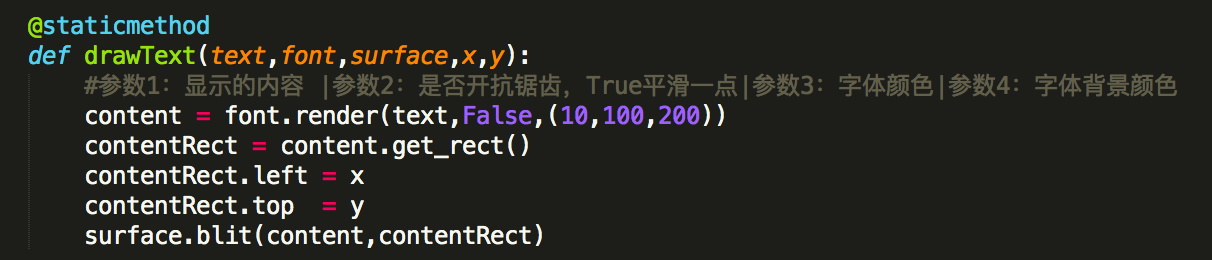 @staticmethod
def drawText(text,font,surface,x,y):
    #参数1：显示的内容 |参数2：是否开抗锯齿，True平滑一点|参数3：字体颜色|参数4：字体背景颜色
    content = font.render(text,False,(10,100,200))
    contentRect = content.get_rect()
    contentRect.left = x
    contentRect.top  = y
    surface.blit(content,contentRect)